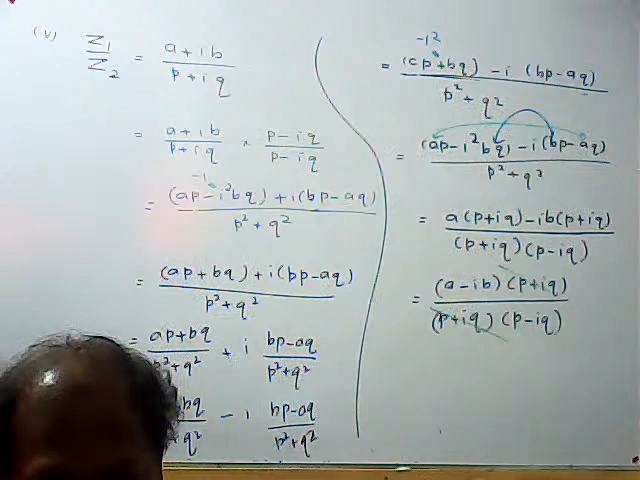 (v) Z₁/Z₂ = (a+ib)/(p+iq)
= (a+ib)/(p+iq) × (p-iq)/(p-iq)
-1
= ((ap-i²bq)+i(bp-aq))/(p²+q²)
= ((ap+bq)+i(bp-aq))/(p²+q²)
= (ap+bq)/(p²+q²) + i (bp-aq)/(p²+q²)
bq/q² - i (bp-aq)/(p²+q²)
-i²
= ((cp+bq) - i (bp-aq))/(p²+q²)
= ((ap-i²bq)-i(bp-aq))/(p²+q²)
= (a(p+iq)-ib(p+iq))/((p+iq)(p-iq))
= ((a-ib)(p+iq))/((p+iq)(p-iq))